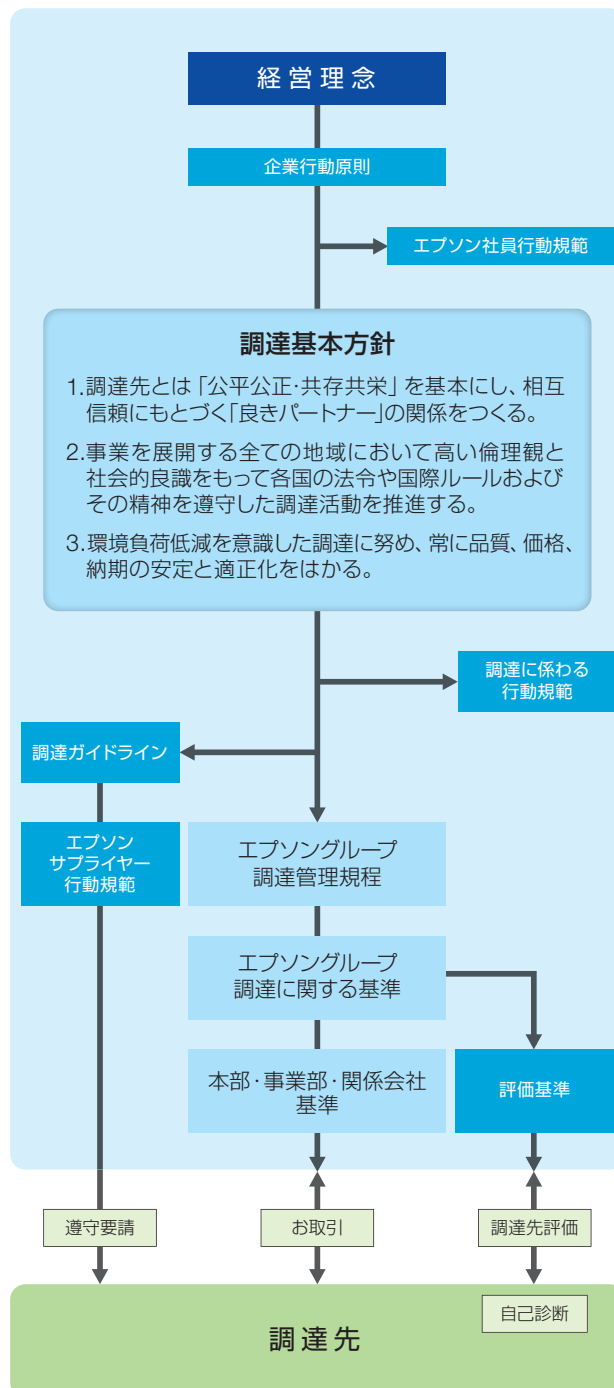 経営理念
企業行動原則
エプソン社員行動規範
調達基本方針
1.調達先とは「公平公正・共存共栄」を基本にし、相互
信頼にもとづく「良きパートナー」の関係をつくる。
2.事業を展開する全ての地域において高い倫理観と
社会的良識をもって各国の法令や国際ルールおよび
その精神を遵守した調達活動を推進する。
3.環境負荷低減を意識した調達に努め、常に品質、価格、
納期の安定と適正化をはかる。
調達に係わる
行動規範
調達ガイドライン
エプソン
サプライヤー
行動規範
エプソングループ
調達管理規程
エプソングループ
調達に関する基準
本部・事業部・関係会社
基準
評価基準
遵守要請
お取引
調達先評価
自己診断
調達先